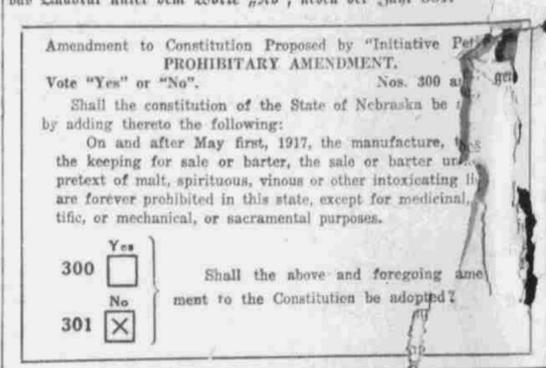 Amendment to Constitution Proposed by "Initiative
PROHIBITARY AMENDMENT.
Vote "Yes" or "No". Nos. 300
Shall the constitution of the State of Nebraska be
by adding thereto the following:
On and after May first, 1917, the manufacture,
the keeping for sale or barter, the sale or barter
pretext of malt, spirituous, vinous or other intoxicating
are forever prohibited in this state, except for medicinal,
tific, or mechanical, or sacramental purposes.
Yes
300
Shall the above and foregoing ame
No
ment to the Constitution be adopted?
301